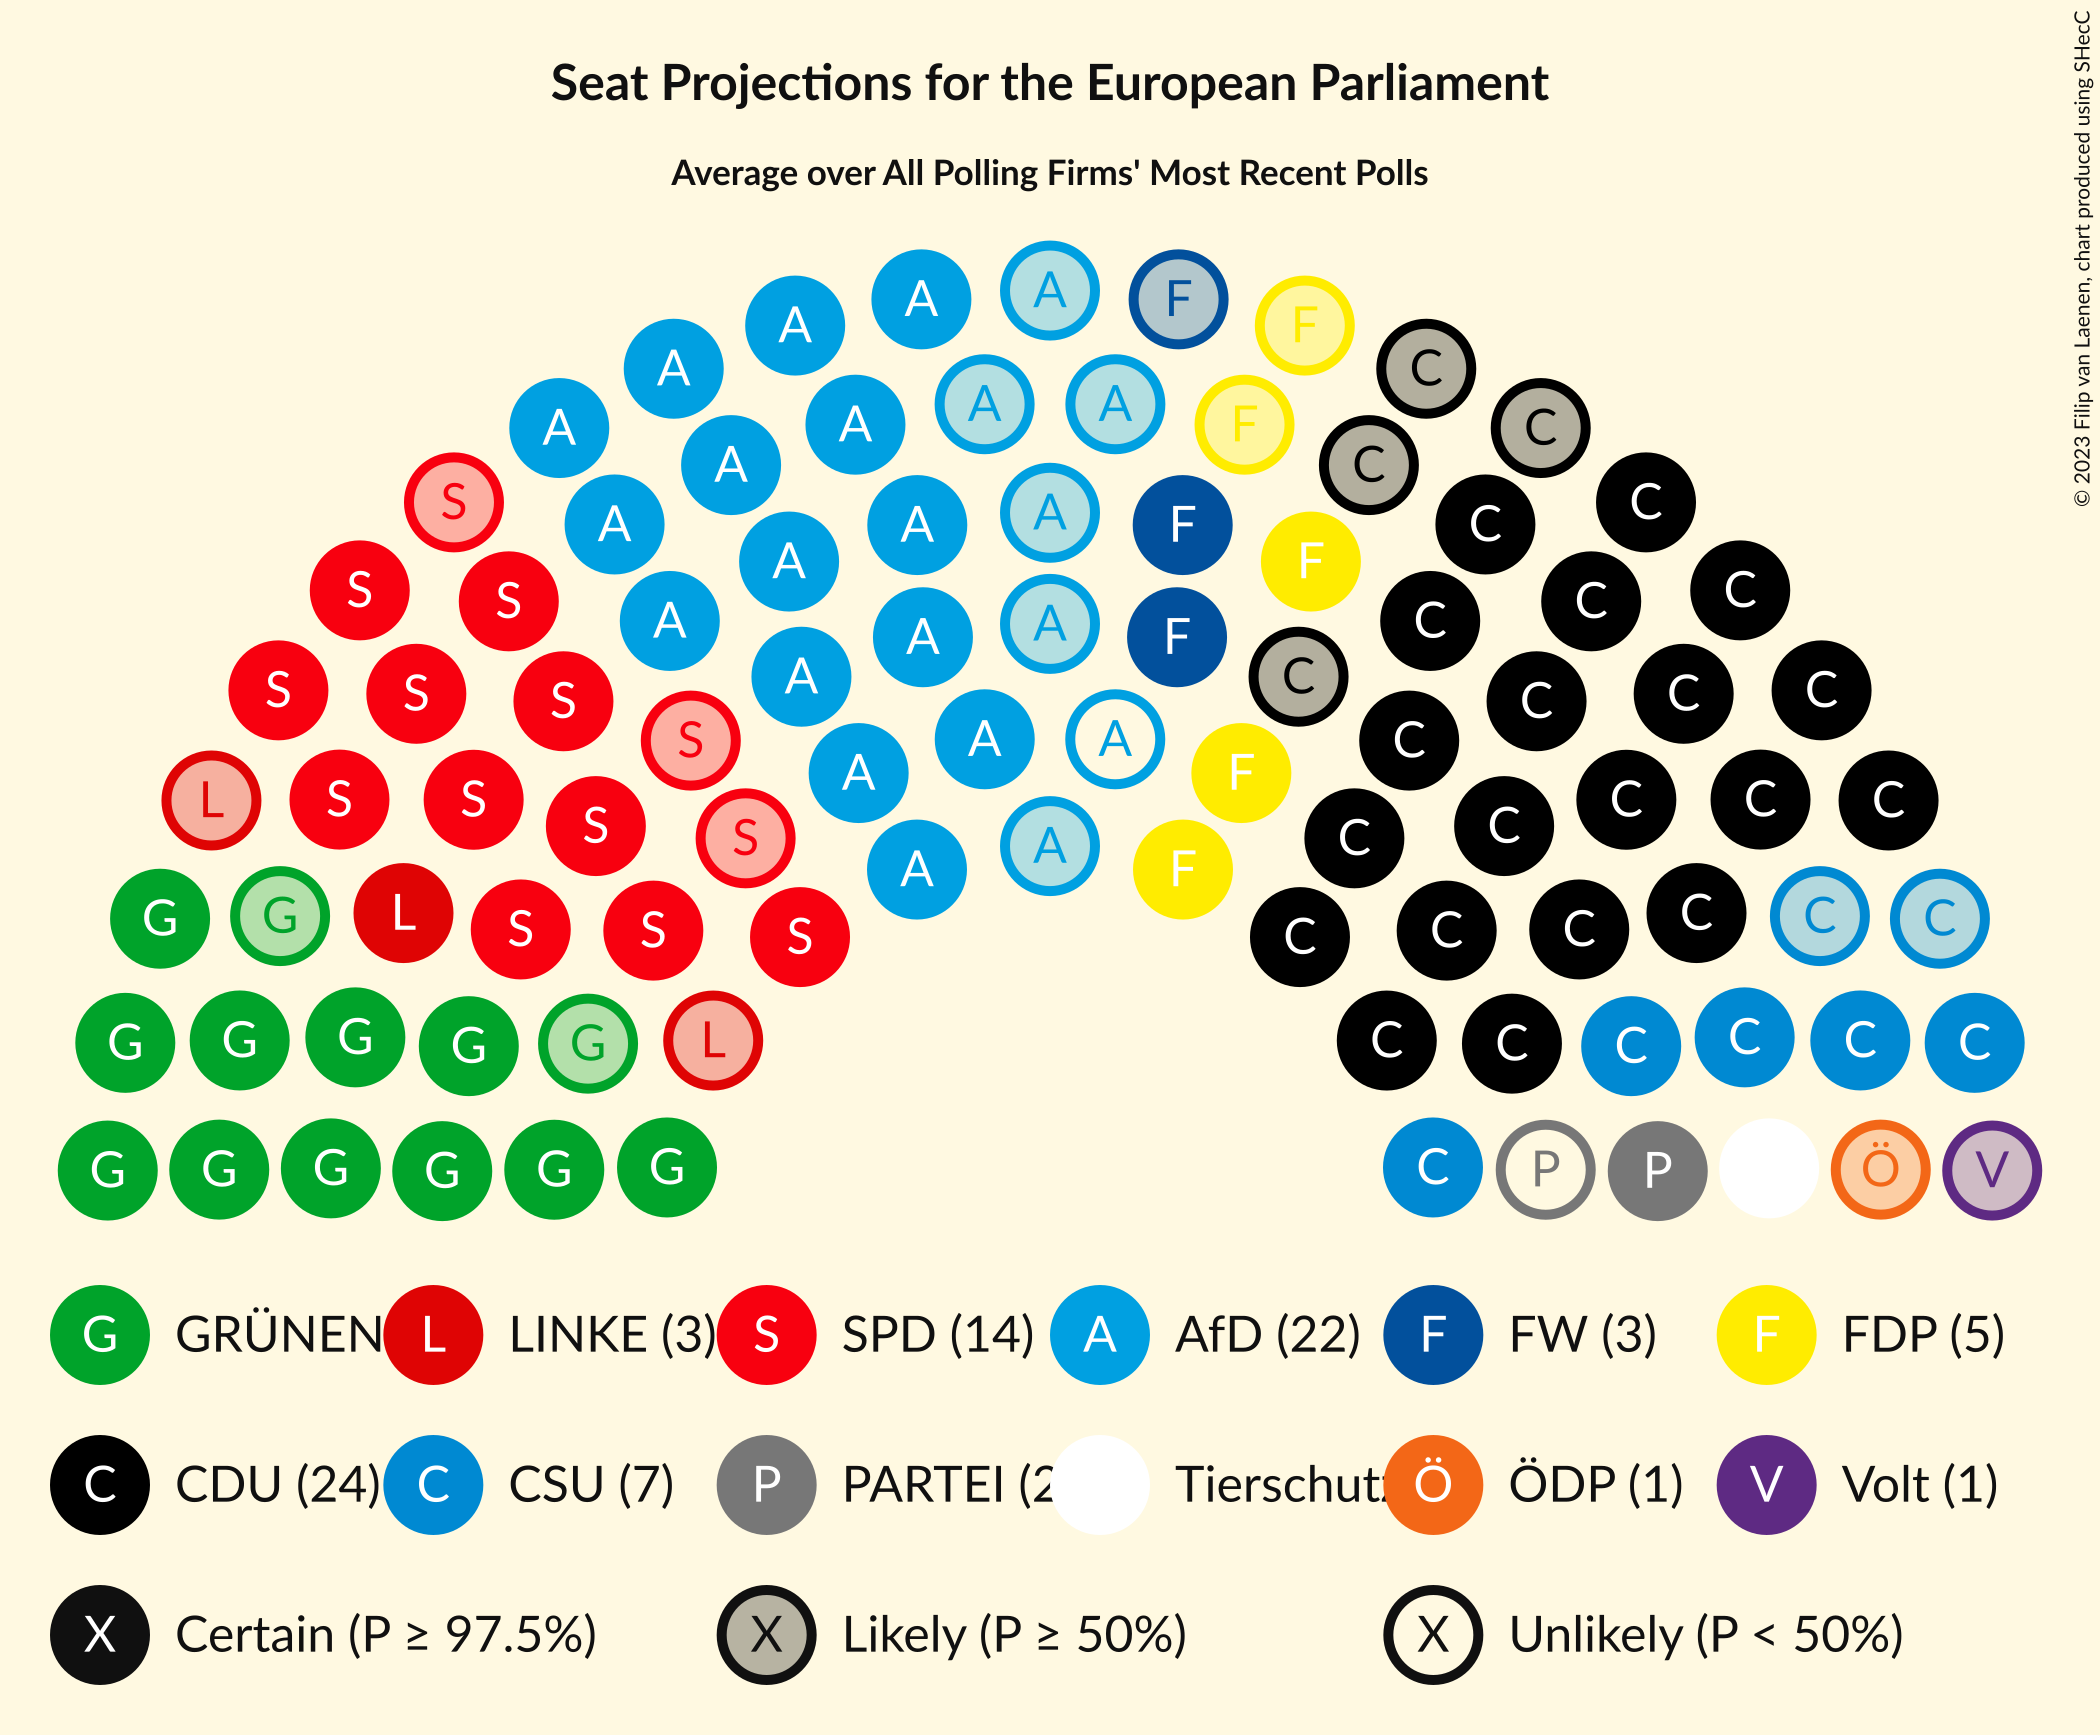 Seat Projections for the European Parliament
Average over All Polling Firms' Most Recent Polls
© 2023 Filip van Laenen, chart produced using SHecC
A A F F
A C
A A A F C
A A C
S A A A F C C
A A F C
S S A A A F C C C
A A F C
S S S A C C C C
S A A F C
L S S S S A C C C C C
A
G G L S S S A F C C C C C C
G G G G G L C C C C C C
G G G G G G C P P Ö V
G GRÜNEN L LINKE (3) S SPD (14) A AfD (22) F FW (3) F FDP (5)
C CDU (24) C CSU (7) P PARTEI (2 Tierschutz Ö ÖDP (1) V Volt (1)
X Certain (P ≥ 97.5%) X Likely (P ≥ 50%) X Unlikely (P < 50%)